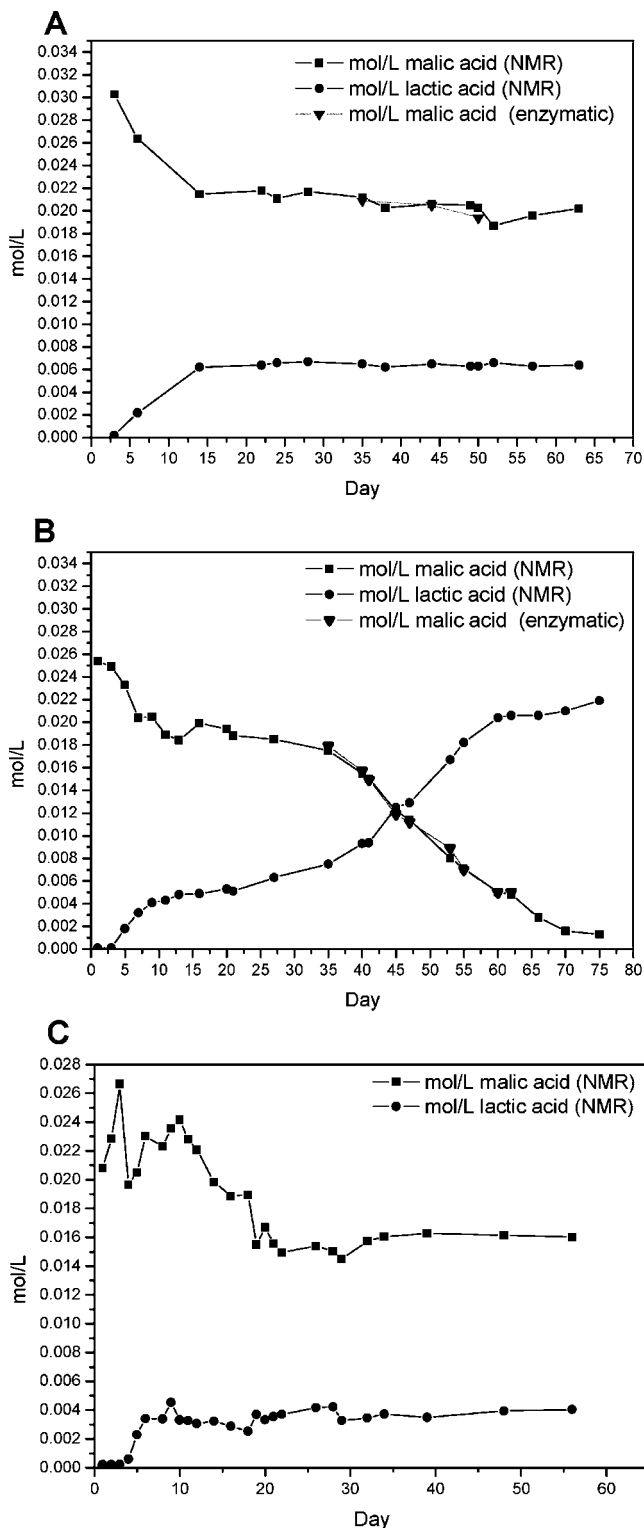 A
0.034
0.032
0.030
0.028
0.026
0.024
0.022
0.020
0.018
0.016
0.014
0.012
0.010
0.008
0.006
0.004
0.002
0.000
mol/L
mol/L malic acid (NMR)
mol/L lactic acid (NMR)
mol/L malic acid (enzymatic)
0 5 10 15 20 25 30 35 40 45 50 55 60 65 70
Day
B
0.034
0.032
0.030
0.028
0.026
0.024
0.022
0.020
0.018
0.016
0.014
0.012
0.010
0.008
0.006
0.004
0.002
0.000
mol/L
mol/L malic acid (NMR)
mol/L lactic acid (NMR)
mol/L malic acid (enzymatic)
0 5 10 15 20 25 30 35 40 45 50 55 60 65 70 75 80
Day
C
0.028
0.026
0.024
0.022
0.020
0.018
0.016
0.014
0.012
0.010
0.008
0.006
0.004
0.002
0.000
mol/L
mol/L malic acid (NMR)
mol/L lactic acid (NMR)
0 10 20 30 40 50 60
Day